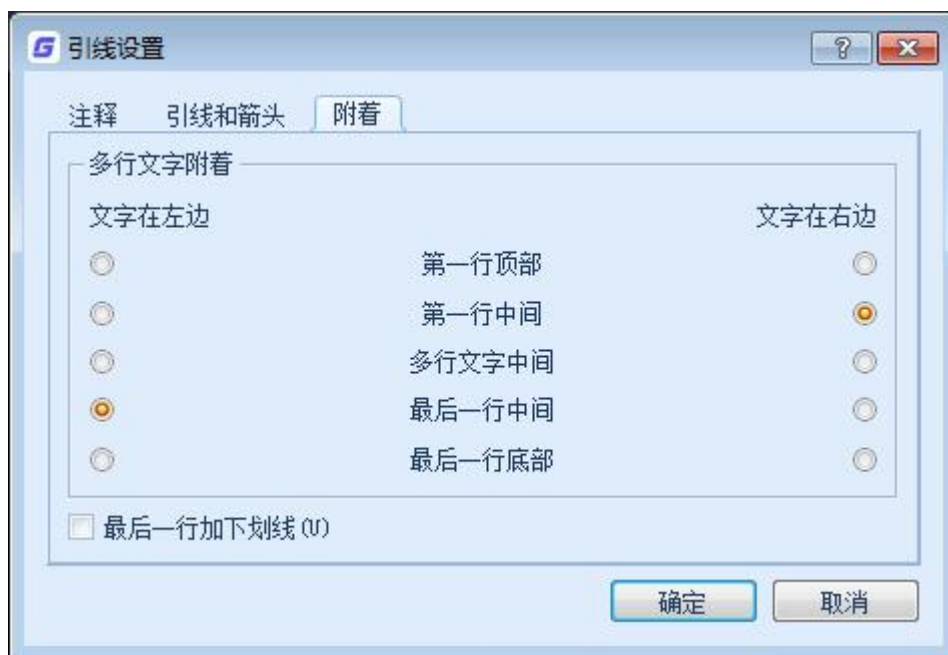 G 引线设置
注释 引线和箭头 附着
多行文字附着
文字在左边 文字在右边
第一行顶部
第一行中间
多行文字中间
最后一行中间
最后一行底部
最后一行加下划线(U)
确定 取消